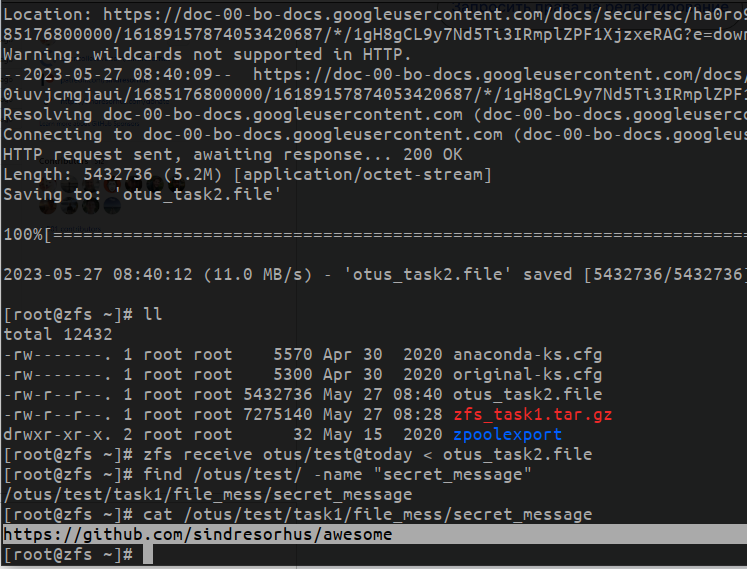 Location: https://doc-00-bo-docs.googleusercontent.com/docs/securesc/ha0ro9
85176800000/16189157874053420687/*/1gH8gCL9y7Nd5Ti3IRmplZPF1XjzxeRAG?e=down
Warning: wildcards not supported in HTTP.
--2023-05-27 08:40:09--  https://doc-00-bo-docs.googleusercontent.com/docs/
0iuvjcmgjaui/1685176800000/16189157874053420687/*/1gH8gCL9y7Nd5Ti3IRmplZPF1
Resolving doc-00-bo-docs.googleusercontent.com (doc-00-bo-docs.googleuserco
Connecting to doc-00-bo-docs.googleusercontent.com (doc-00-bo-docs.googleus
HTTP request sent, awaiting response... 200 OK
Length: 5432736 (5.2M) [application/octet-stream]
Saving to: 'otus_task2.file'
100%[======================================================================
2023-05-27 08:40:12 (11.0 MB/s) - 'otus_task2.file' saved [5432736/5432736]
[root@zfs ~]# ll
total 12432
-rw-------. 1 root root    5570 Apr 30  2020 anaconda-ks.cfg
-rw-------. 1 root root    5300 Apr 30  2020 original-ks.cfg
-rw-r--r--. 1 root root 5432736 May 27 08:40 otus_task2.file
-rw-r--r--. 1 root root 7275140 May 27 08:28 zfs_task1.tar.gz
drwxr-xr-x. 2 root root      32 May 15  2020 zpoolexport
[root@zfs ~]# zfs receive otus/test@today < otus_task2.file
[root@zfs ~]# find /otus/test/ -name "secret_message"
/otus/test/task1/file_mess/secret_message
[root@zfs ~]# cat /otus/test/task1/file_mess/secret_message
https://github.com/sindresorhus/awesome
[root@zfs ~]#